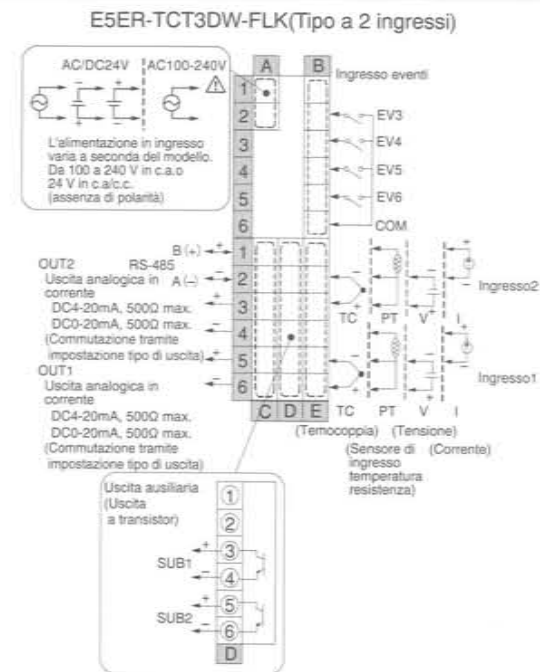 E5ER-TCT3DW-FLK(Tipo a 2 ingressi)
AC/DC24V
AC100-240V
L'alimentazione in ingresso
varia a seconda del modello.
Da 100 a 240 V in c.a.o
24 V in c.a/c.c.
(assenza di polarità)
A
B
1
2
3
4
5
6
Ingresso eventi
EV3
EV4
EV5
EV6
COM
B (+)
RS-485
A (−)
OUT2
Uscita analogica in
corrente
DC4-20mA, 500Ω max.
DC0-20mA, 500Ω max.
(Commutazione tramite
impostazione tipo di uscita)
OUT1
Uscita analogica in
corrente
DC4-20mA, 500Ω max.
DC0-20mA, 500Ω max.
(Commutazione tramite
impostazione tipo di uscita)
1
2
3
4
5
6
C
D
E
TC
PT
V
I
Ingresso2
TC
PT
V
I
Ingresso1
(Temocoppia)
(Tensione)
(Sensore di
ingresso
temperatura
resistenza)
(Corrente)
Uscita ausiliaria
(Uscita
a transistor)
SUB1
SUB2
1
2
3
4
5
6
D